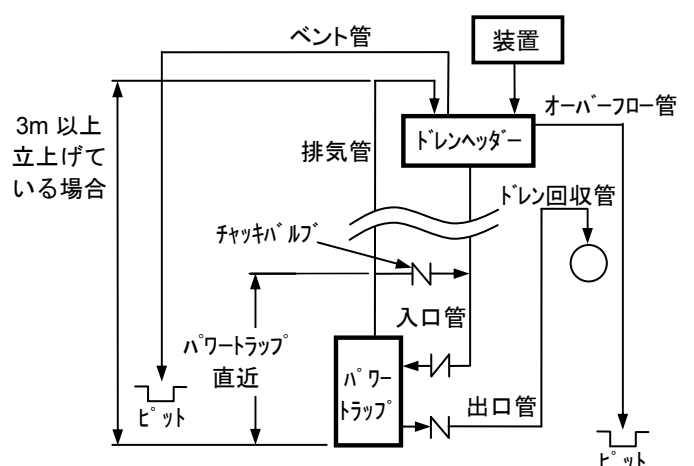 ベント管
装置
3m 以上
立上げて
いる場合
排気管
オーバーフロー管
ﾄﾞﾚﾝﾍｯﾀﾞｰ
ﾄﾞﾚﾝ回収管
ﾁｬｯｷﾊﾞﾙﾌﾞ
入口管
ﾊﾟﾜｰﾄﾗｯﾌﾟ
直近
ﾊﾟﾜｰ
ﾄﾗｯﾌﾟ
出口管
ﾋﾟｯﾄ
ﾋﾟｯﾄ